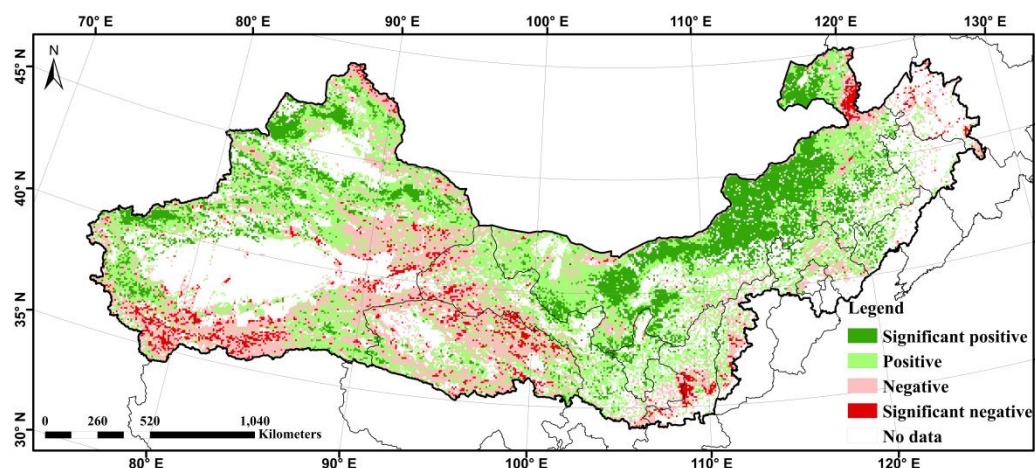 70° E 80° E 90° E 100° E 110° E 120° E 130° E
N
45° N
40° N
35° N
30° N
Legend
Significant positive
Positive
Negative
Significant negative
No data
0 260 520 1,040
Kilometers
80° E 90° E 100° E 110° E 120° E